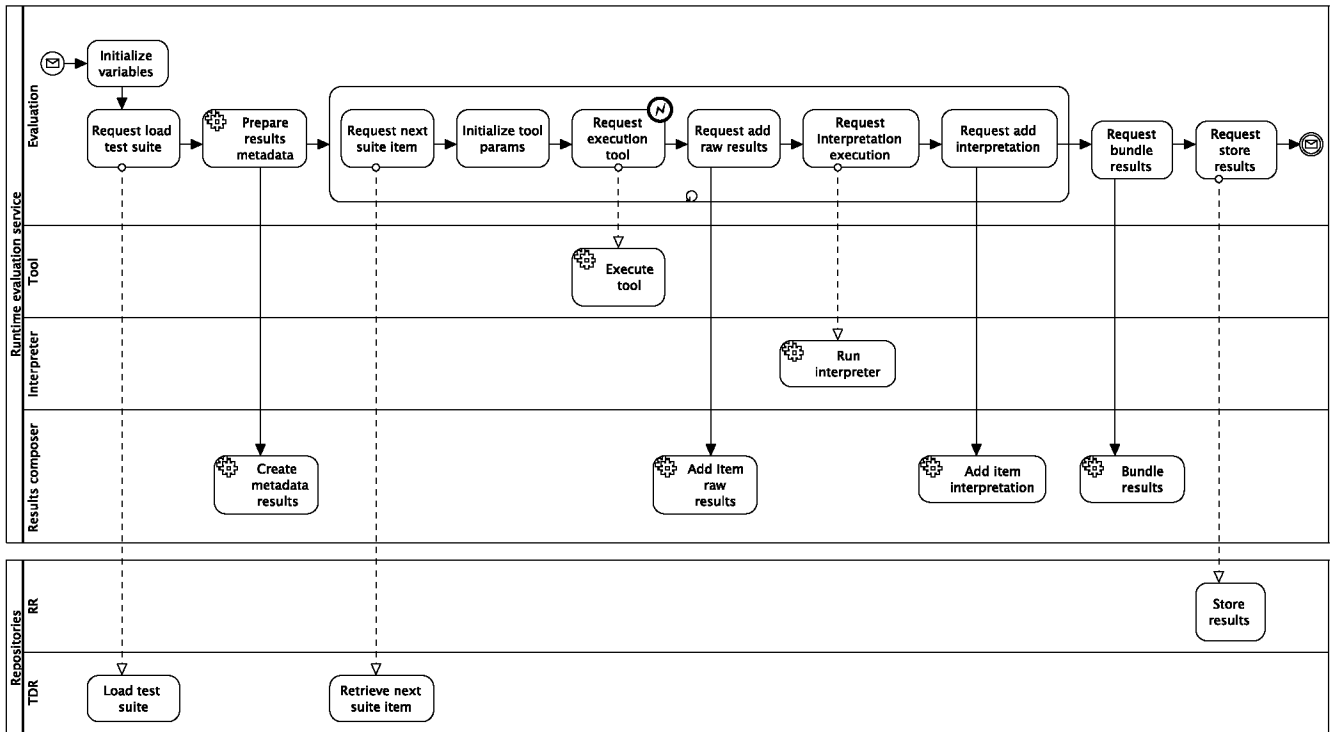 Runtime evaluation service
Evaluation
Initialize
variables
Request load
test suite
Prepare
results
metadata
Request next
suite item
Initialize tool
params
Request
execution
tool
Request add
raw results
Request
Interpretation
execution
Request add
interpretation
Request
bundle
results
Request
store
results
Tool
Execute
tool
Interpreter
Run
interpreter
Results composer
Create
metadata
results
Add Item
raw
results
Add item
interpretation
Bundle
results
Repositories
RR
Store
results
TDR
Load test
suite
Retrieve next
suite item